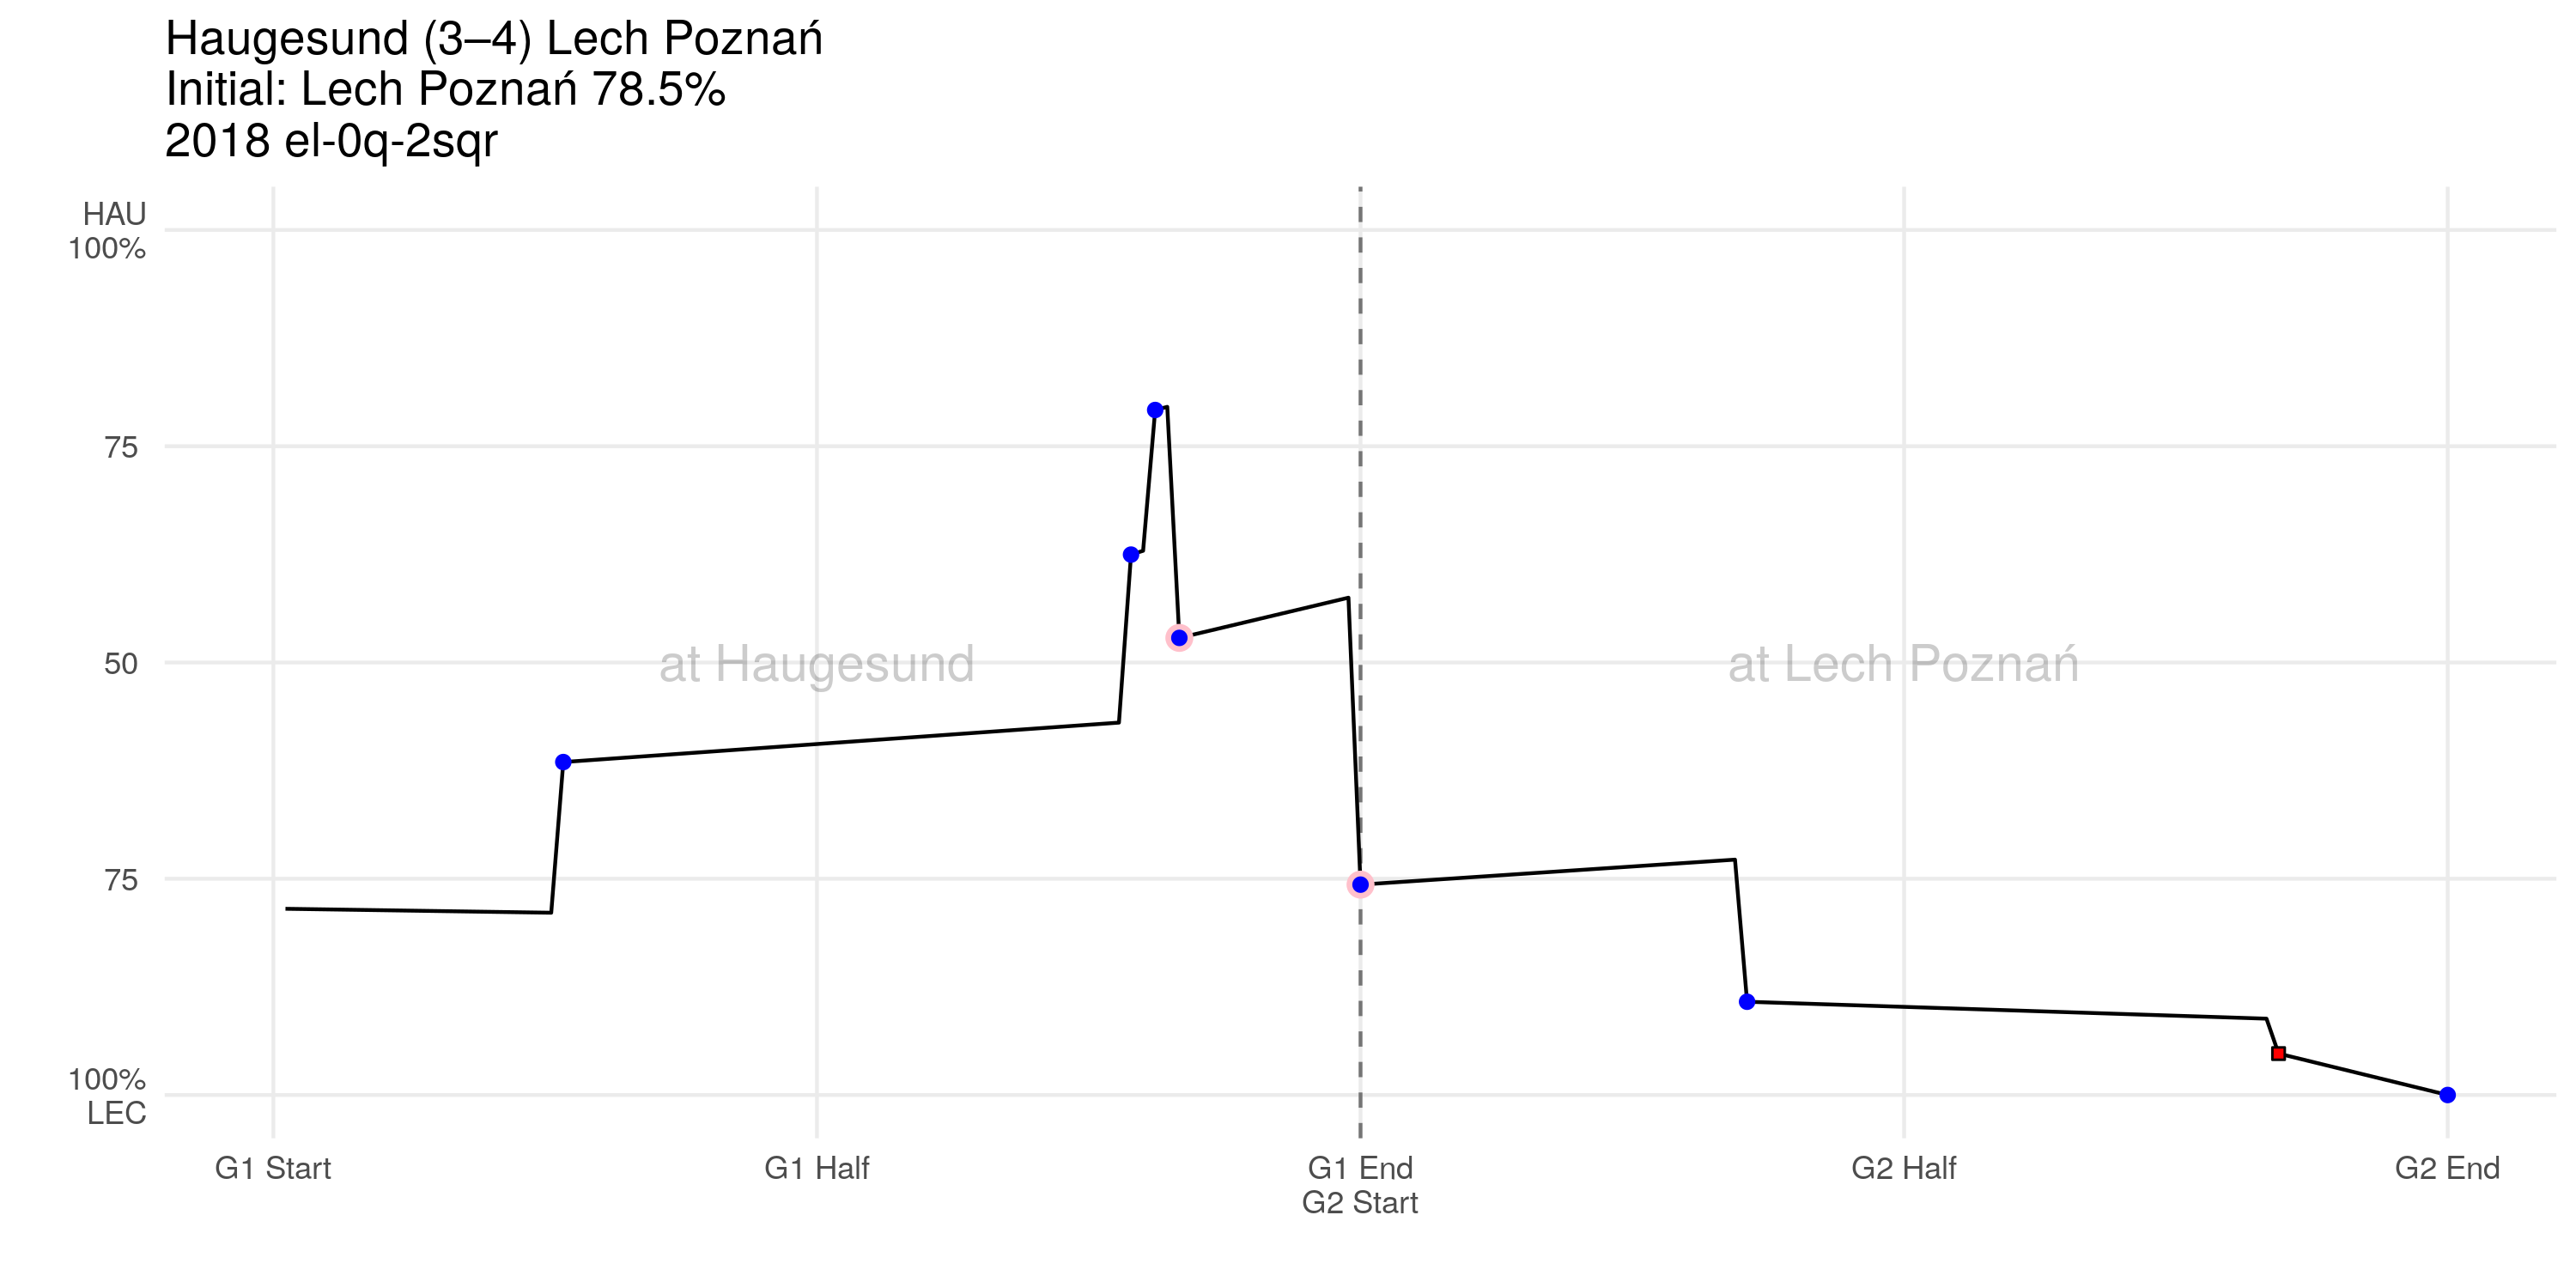 Haugesund (3–4) Lech Poznań
Initial: Lech Poznań 78.5%
2018 el-0q-2sqr
HAU
100%
75
50
75
100%
LEC
at Haugesund
at Lech Poznań
G1 Start
G1 Half
G1 End
G2 Start
G2 Half
G2 End